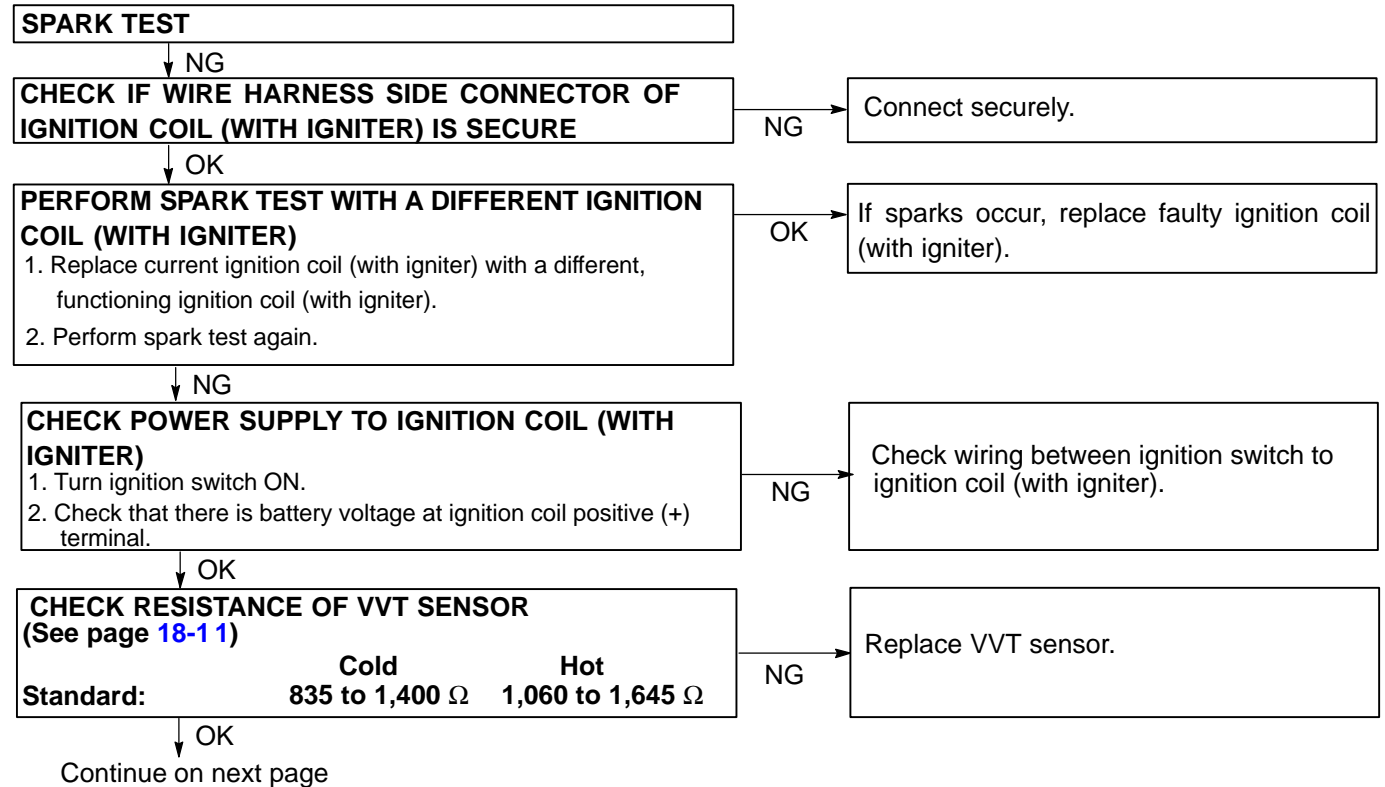 SPARK TEST
NG
CHECK IF WIRE HARNESS SIDE CONNECTOR OF
IGNITION COIL (WITH IGNITER) IS SECURE
NG
Connect securely.
OK
PERFORM SPARK TEST WITH A DIFFERENT IGNITION
COIL (WITH IGNITER)
1. Replace current ignition coil (with igniter) with a different,
functioning ignition coil (with igniter).
2. Perform spark test again.
OK
If sparks occur, replace faulty ignition coil
(with igniter).
NG
CHECK POWER SUPPLY TO IGNITION COIL (WITH
IGNITER)
1. Turn ignition switch ON.
2. Check that there is battery voltage at ignition coil positive (+)
terminal.
NG
Check wiring between ignition switch to
ignition coil (with igniter).
OK
CHECK RESISTANCE OF VVT SENSOR
(See page 18-11)
Cold Hot
Standard: 835 to 1,400 Ω 1,060 to 1,645 Ω
NG
Replace VVT sensor.
OK
Continue on next page